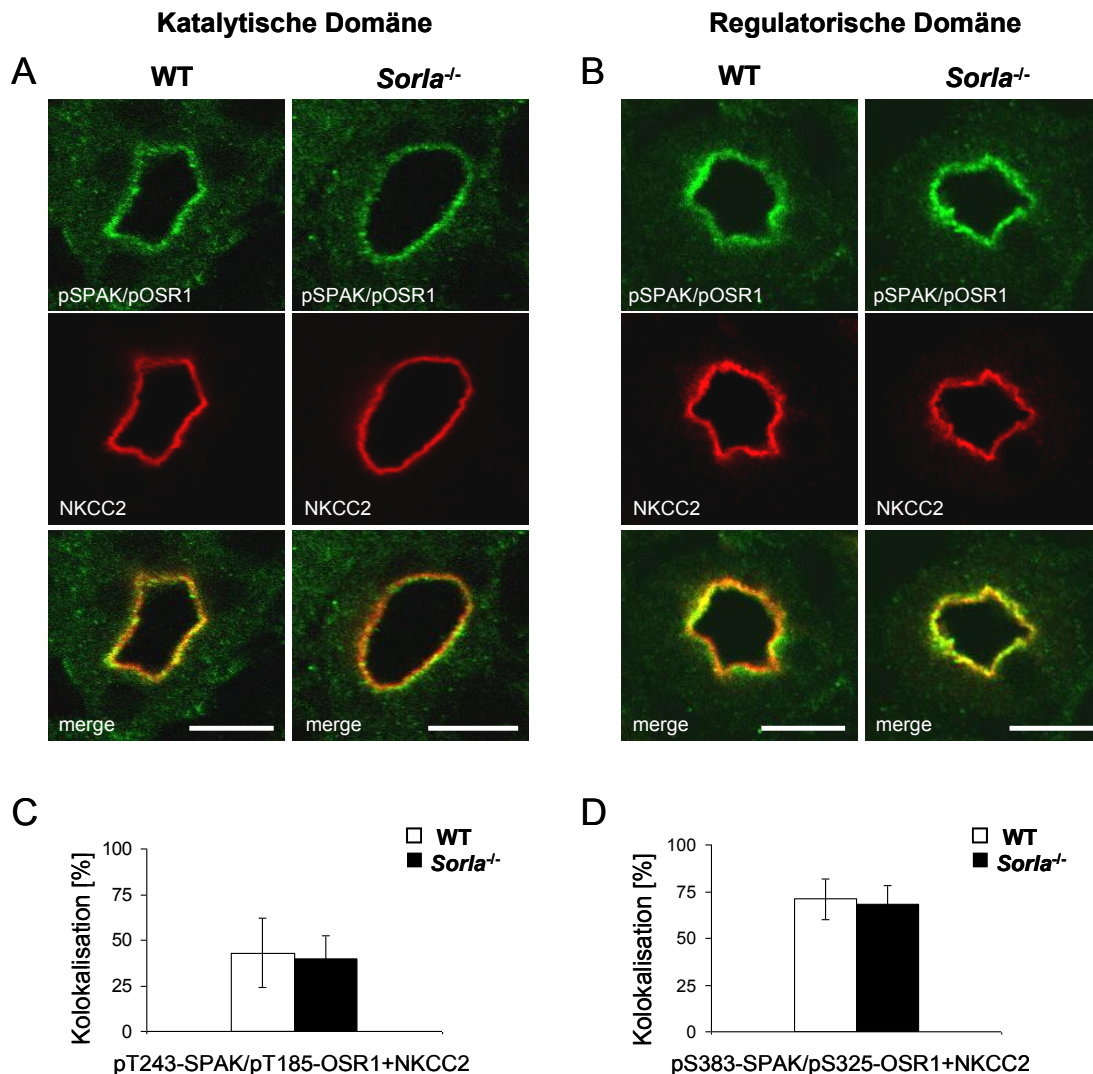 Katalytische Domäne
Regulatorische Domäne
A
WT
Sorla-/-
B
WT
Sorla-/-
pSPAK/pOSR1
pSPAK/pOSR1
pSPAK/pOSR1
pSPAK/pOSR1
NKCC2
NKCC2
NKCC2
NKCC2
merge
merge
merge
merge
C
WT
Sorla-/-
Kolokalisation [%]
100
75
50
25
0
pT243-SPAK/pT185-OSR1+NKCC2
D
WT
Sorla-/-
Kolokalisation [%]
100
75
50
25
0
pS383-SPAK/pS325-OSR1+NKCC2